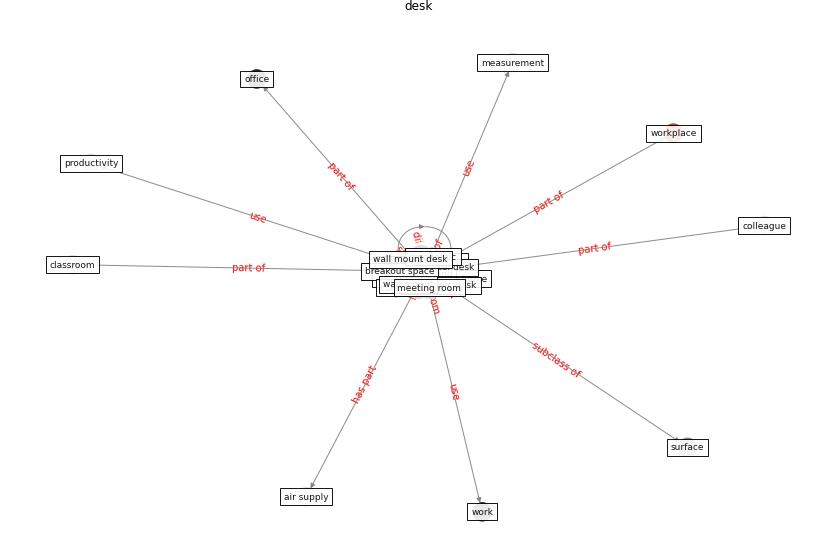 desk
measurement
office
workplace
productivity
use
part of
use
part of
colleague
part of
classroom
part of
wall mount desk
breakout space
desk
meeting room
subclass of
has part
use
surface
air supply
work